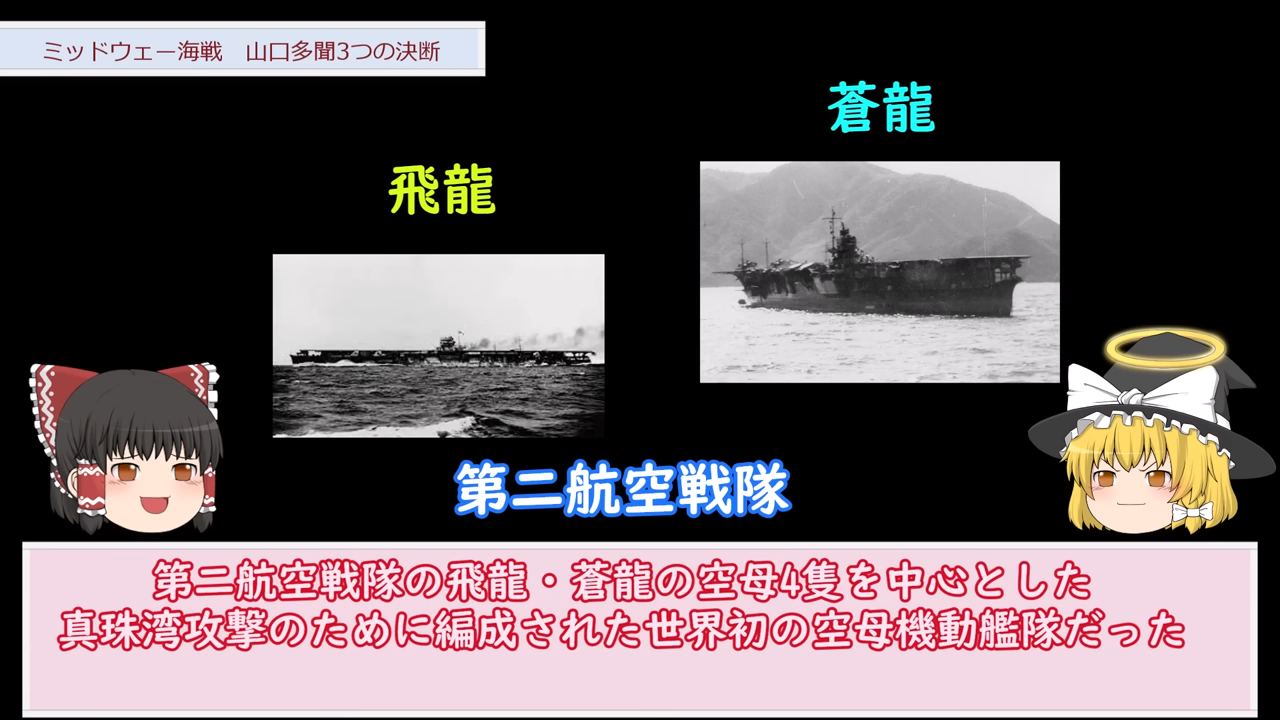 ミッドウェー海戦　山口多聞3つの決断
蒼龍
飛龍
第二航空戦隊
第二航空戦隊の飛龍・蒼龍の空母4隻を中心とした
真珠湾攻撃のために編成された世界初の空母機動艦隊だった